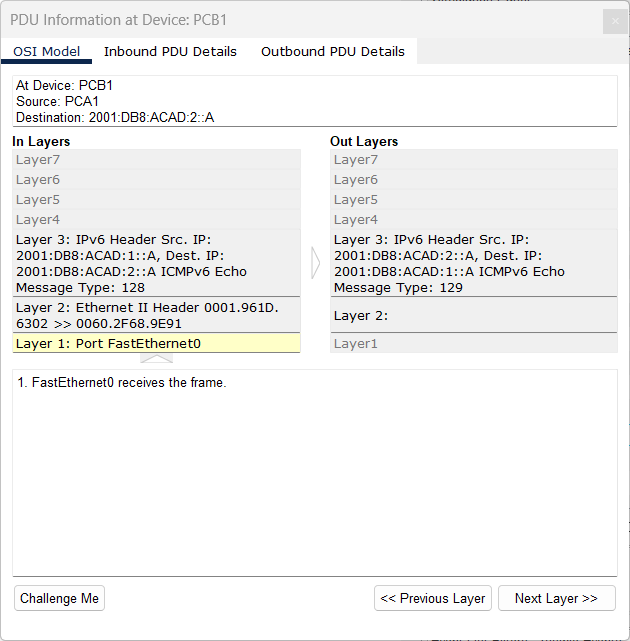 PDU Information at Device: PCB1
×
OSI Model Inbound PDU Details Outbound PDU Details
At Device: PCB1
Source: PCA1
Destination: 2001:DB8:ACAD:2::A
In Layers
Layer7
Layer6
Layer5
Layer4
Layer 3: IPv6 Header Src. IP:
2001:DB8:ACAD:1::A, Dest. IP:
2001:DB8:ACAD:2::A ICMPv6 Echo
Message Type: 128
Layer 2: Ethernet II Header 0001.961D.
6302 >> 0060.2F68.9E91
Layer 1: Port FastEthernet0
Out Layers
Layer7
Layer6
Layer5
Layer4
Layer 3: IPv6 Header Src. IP:
2001:DB8:ACAD:2::A, Dest. IP:
2001:DB8:ACAD:1::A ICMPv6 Echo
Message Type: 129
Layer 2:
Layer1
1. FastEthernet0 receives the frame.
Challenge Me
<< Previous Layer
Next Layer >>